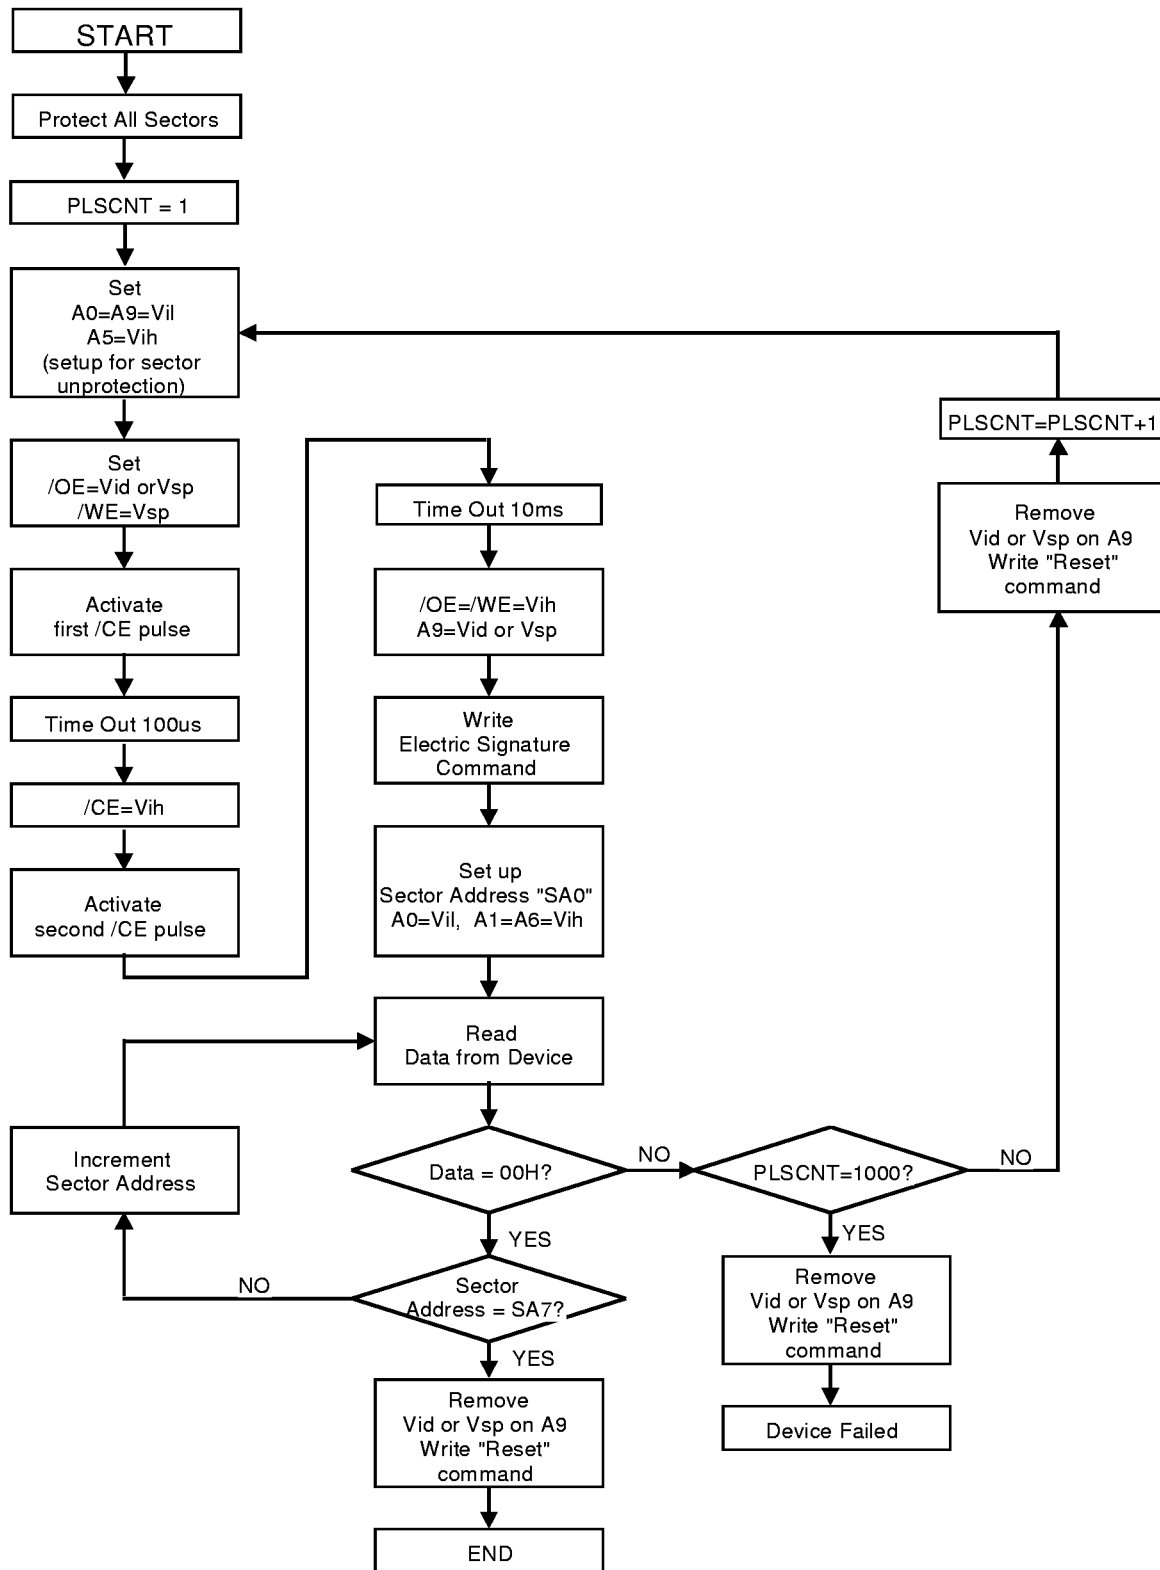 START
Protect All Sectors
PLSCNT = 1
Set
A0=A9=Vil
A5=Vih
(setup for sector
unprotection)
Set
/OE=Vid orVsp
/WE=Vsp
Activate
first /CE pulse
Time Out 100us
/CE=Vih
Activate
second /CE pulse
Time Out 10ms
/OE=/WE=Vih
A9=Vid or Vsp
Write
Electric Signature
Command
Set up
Sector Address "SA0"
A0=Vil, A1=A6=Vih
Read
Data from Device
Increment
Sector Address
Data = 00H?
NO
YES
Sector
Address = SA7?
NO
YES
Remove
Vid or Vsp on A9
Write "Reset"
command
END
PLSCNT=1000?
NO
YES
Remove
Vid or Vsp on A9
Write "Reset"
command
Device Failed
Remove
Vid or Vsp on A9
Write "Reset"
command
PLSCNT=PLSCNT+1